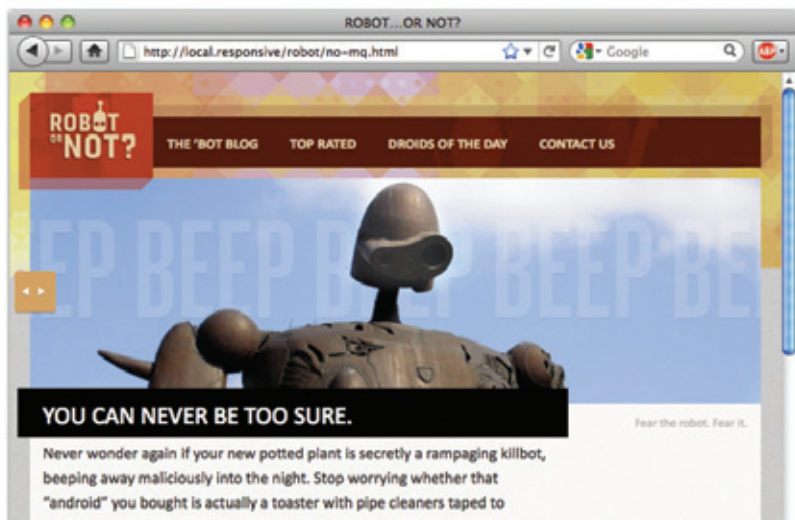 ROBOT...OR NOT?
http://local.responsive/robot/no-mq.html
Google
ABP
ROBOT
OR NOT?
THE 'BOT BLOG TOP RATED DROIDS OF THE DAY CONTACT US
EEP BEEP BEEP BEEP BEEP
YOU CAN NEVER BE TOO SURE.
Fear the robot. Fear it.
Never wonder again if your new potted plant is secretly a rampaging killbot,
beeping away maliciously into the night. Stop worrying whether that
“android” you bought is actually a toaster with pipe cleaners taped to